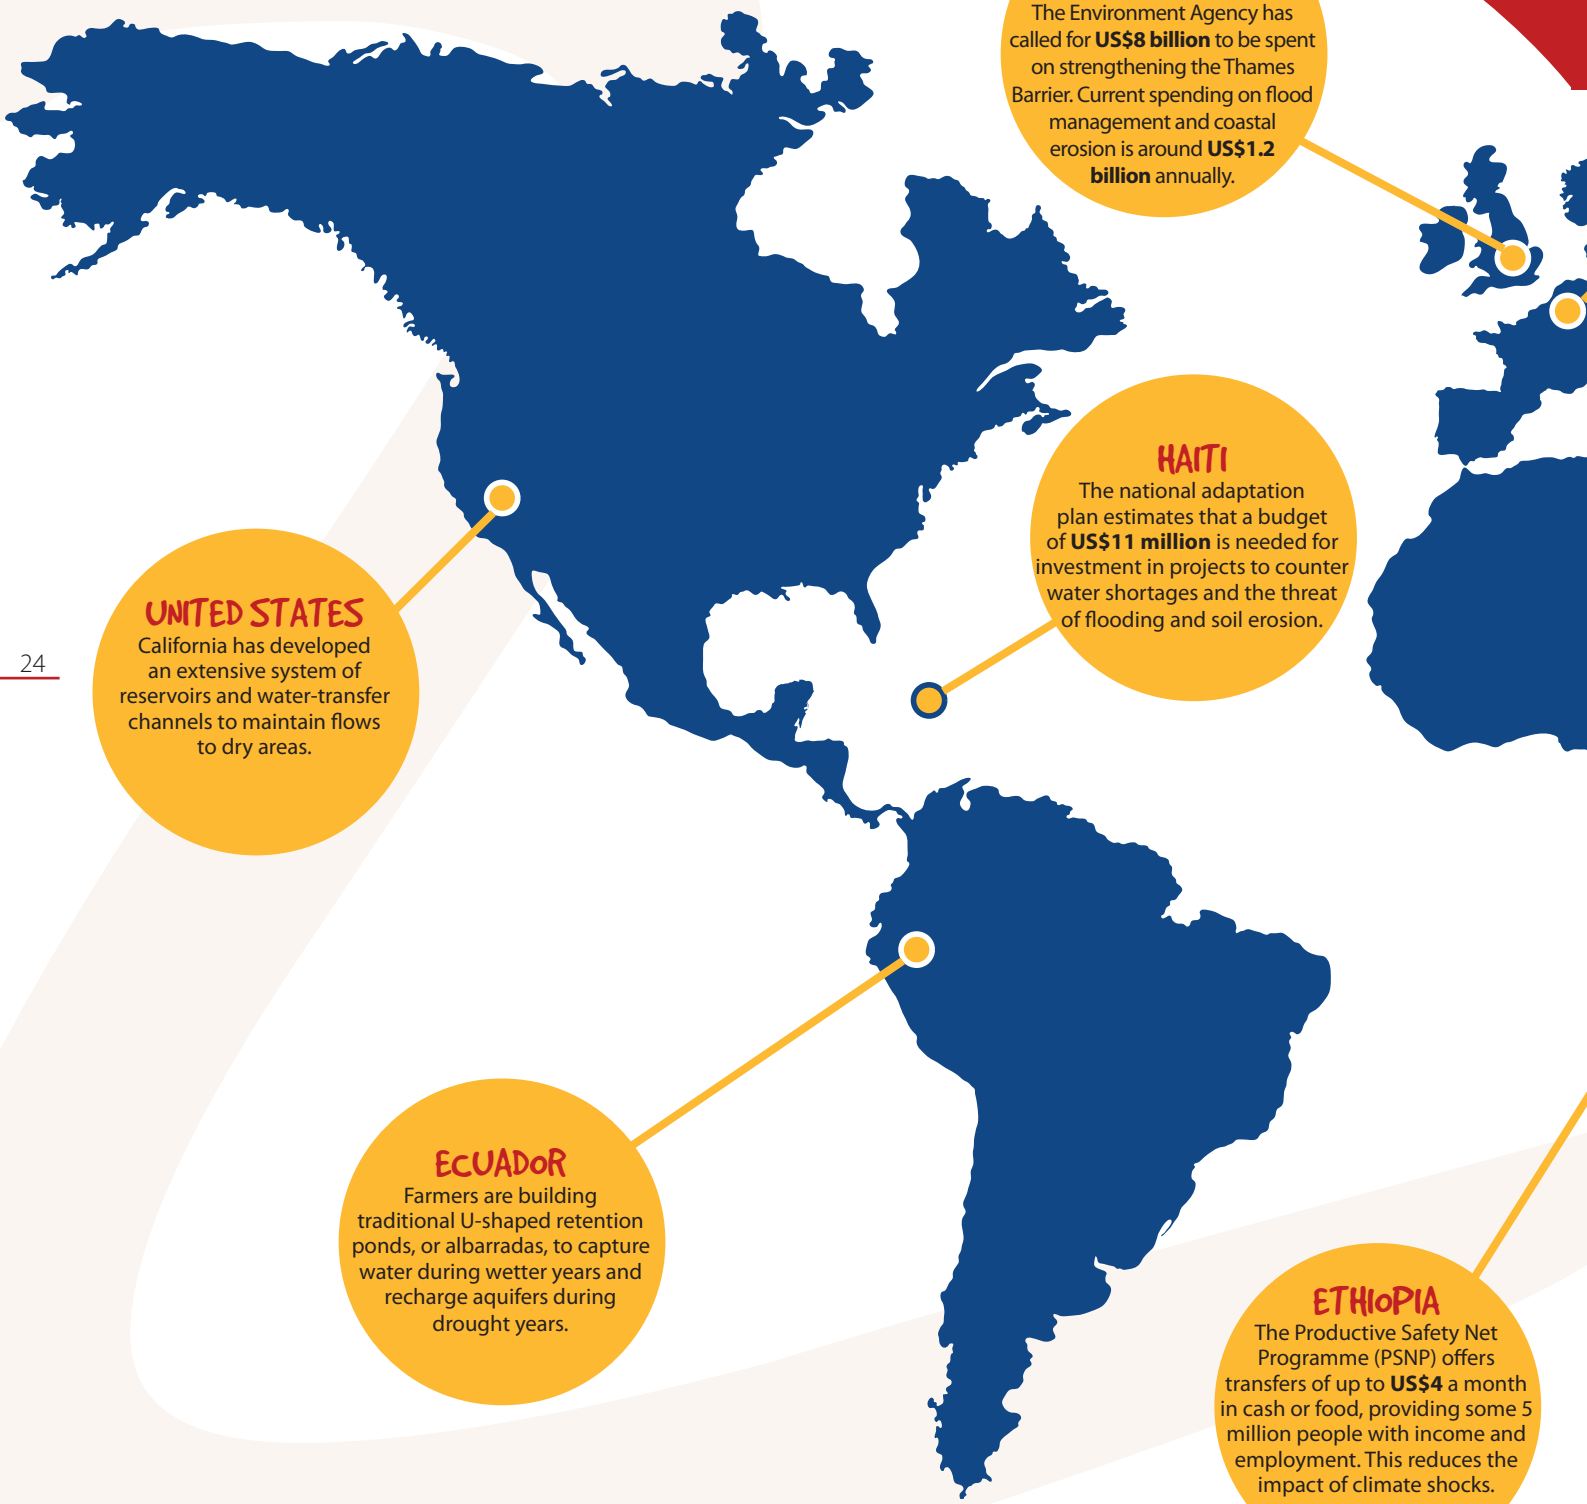 The Environment Agency has
called for US$8 billion to be spent
on strengthening the Thames
Barrier. Current spending on flood
management and coastal
erosion is around US$1.2
billion annually.
HAITI
The national adaptation
plan estimates that a budget
of US$11 million is needed for
investment in projects to counter
water shortages and the threat
of flooding and soil erosion.
UNITED STATES
California has developed
an extensive system of
reservoirs and water-transfer
channels to maintain flows
to dry areas.
24
ECUADOR
Farmers are building
traditional U-shaped retention
ponds, or albarradas, to capture
water during wetter years and
recharge aquifers during
drought years.
ETHIOPIA
The Productive Safety Net
Programme (PSNP) offers
transfers of up to US$4 a month
in cash or food, providing some 5
million people with income and
employment. This reduces the
impact of climate shocks.